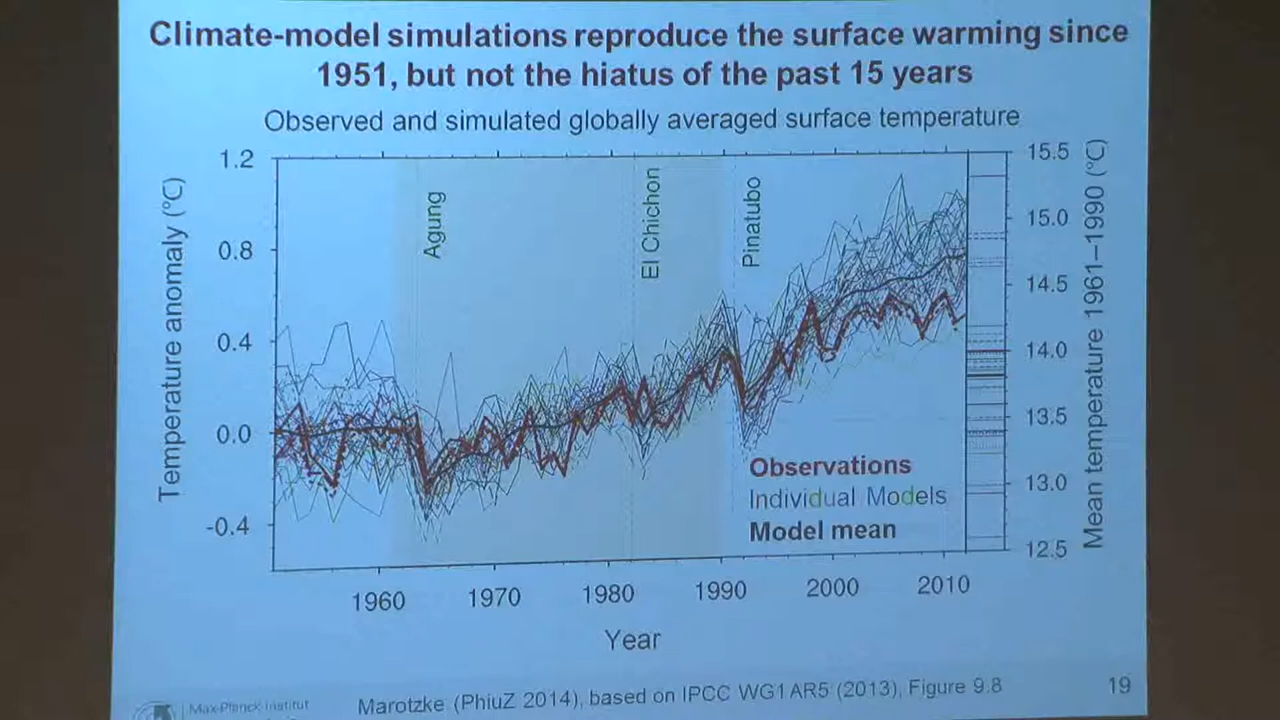 Climate-model simulations reproduce the surface warming since
1951, but not the hiatus of the past 15 years
Observed and simulated globally averaged surface temperature
1.2
0.8
0.4
0.0
-0.4
Temperature anomaly (°C)
Agung
El Chichon
Pinatubo
15.5
15.0
14.5
14.0
13.5
13.0
12.5
Mean temperature 1961–1990 (°C)
Observations
Individual Models
Model mean
1960 1970 1980 1990 2000 2010
Year
Max-Planck-Institut
Marotzke (PhiuZ 2014), based on IPCC WG1 AR5 (2013), Figure 9.8
19